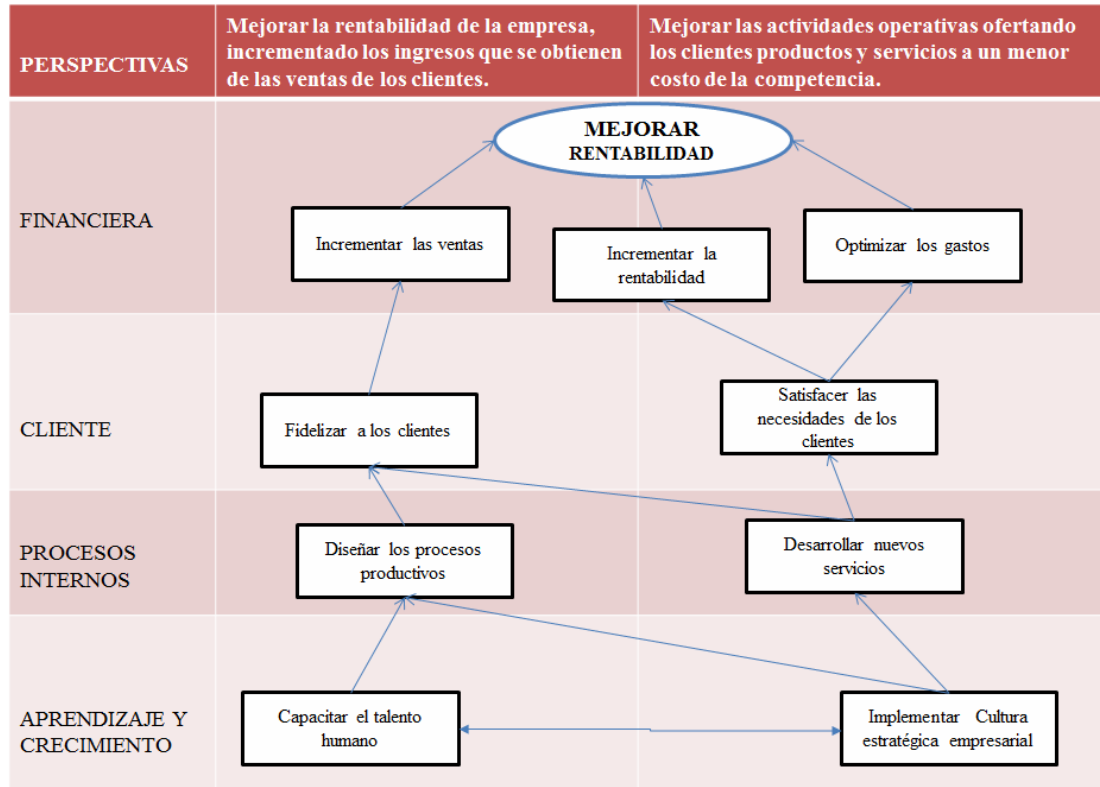 PERSPECTIVAS
Mejorar la rentabilidad de la empresa,
incrementado los ingresos que se obtienen
de las ventas de los clientes.
Mejorar las actividades operativas ofertando
los clientes productos y servicios a un menor
costo de la competencia.
FINANCIERA
MEJORAR
RENTABILIDAD
Incrementar las ventas
Incrementar la
rentabilidad
Optimizar los gastos
CLIENTE
Fidelizar a los clientes
Satisfacer las
necesidades de los
clientes
PROCESOS
INTERNOS
Diseñar los procesos
productivos
Desarrollar nuevos
servicios
APRENDIZAJE Y
CRECIMIENTO
Capacitar el talento
humano
Implementar Cultura
estratégica empresarial